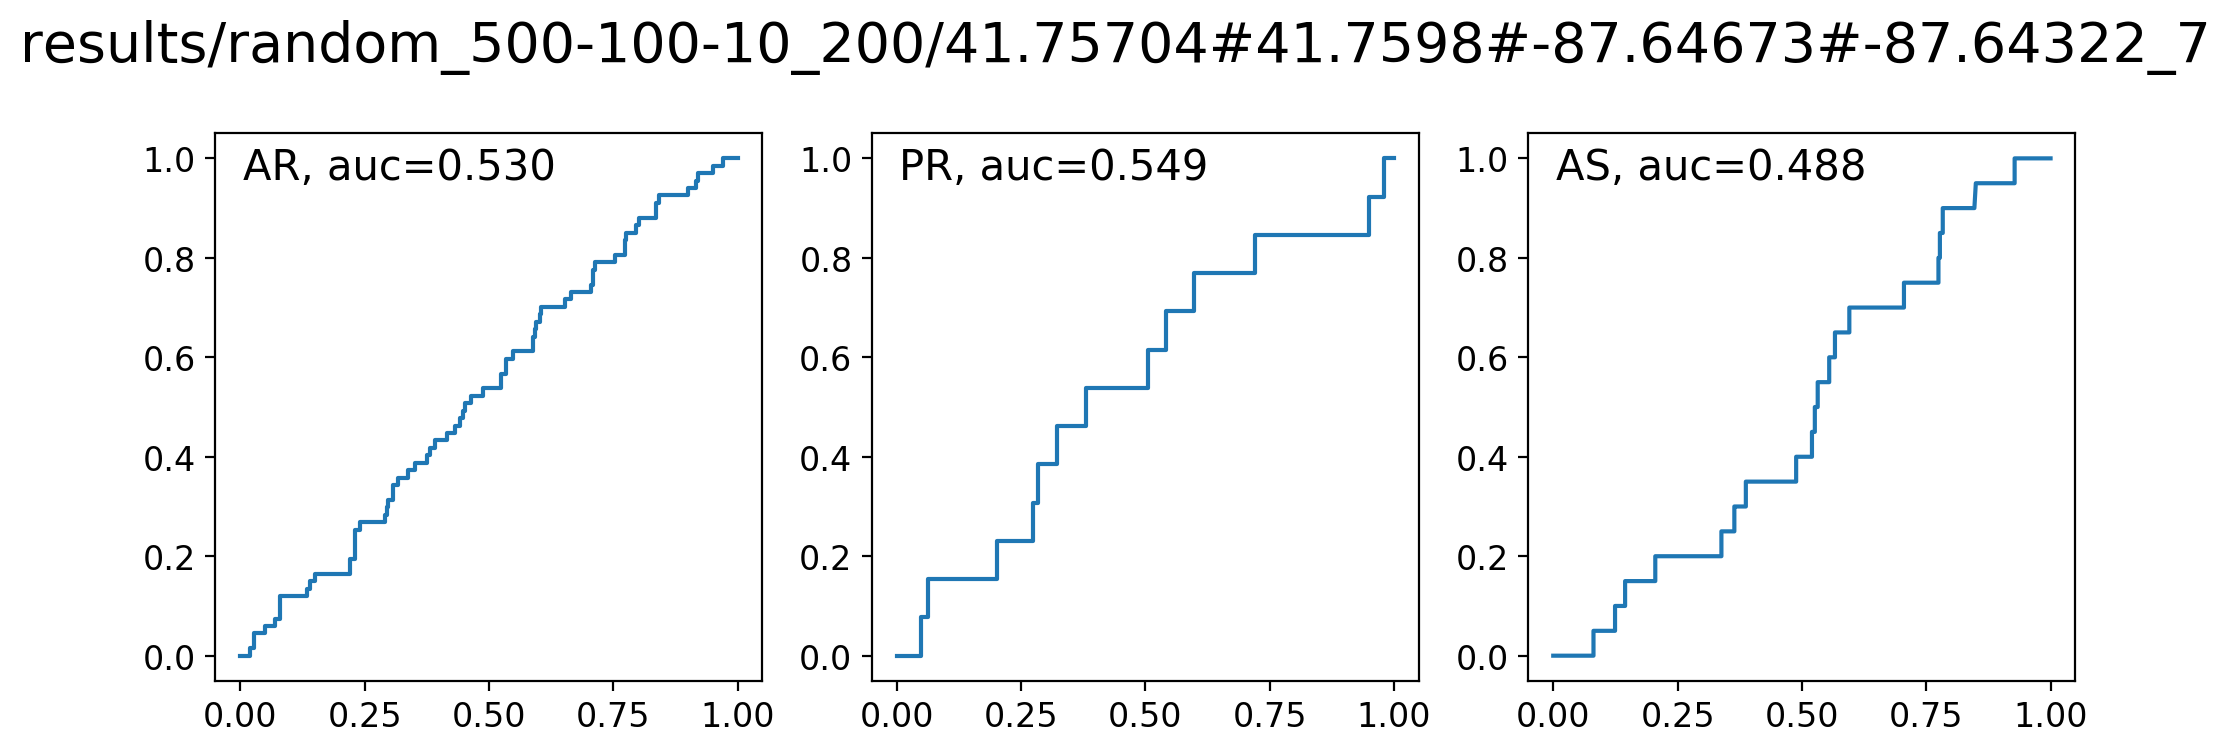 results/random_500-100-10_200/41.75704#41.7598#-87.64673#-87.64322_7
AR, auc=0.530
1.0
0.8
0.6
0.4
0.2
0.0
0.00 0.25 0.50 0.75 1.00
PR, auc=0.549
1.0
0.8
0.6
0.4
0.2
0.0
0.00 0.25 0.50 0.75 1.00
AS, auc=0.488
1.0
0.8
0.6
0.4
0.2
0.0
0.00 0.25 0.50 0.75 1.00